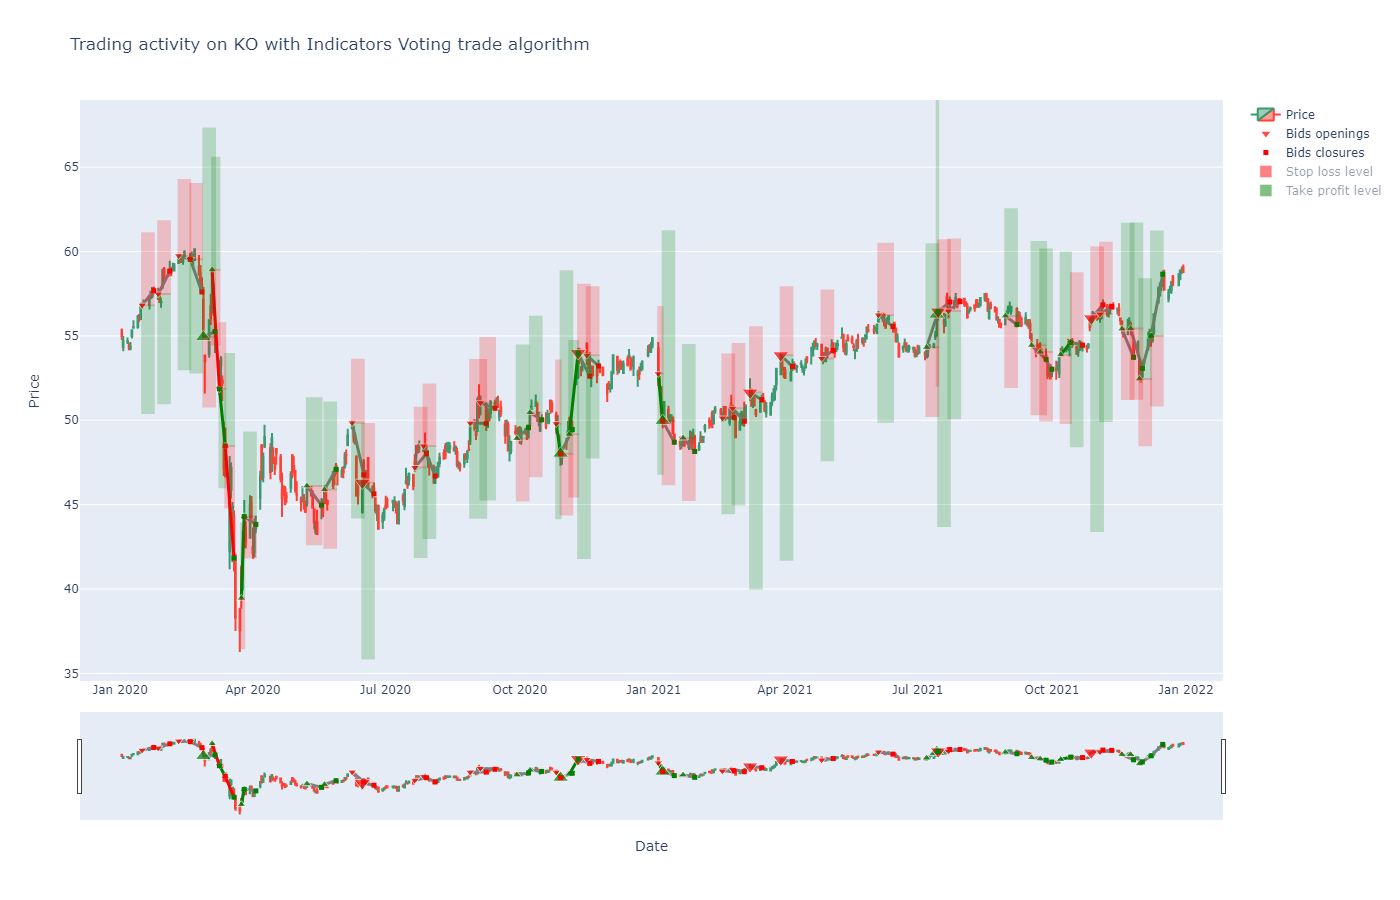 Trading activity on KO with Indicators Voting trade algorithm
Price
Bids openings
Bids closures
Stop loss level
Take profit level
65
60
55
50
45
40
35
Price
Jan 2020
Apr 2020
Jul 2020
Oct 2020
Jan 2021
Apr 2021
Jul 2021
Oct 2021
Jan 2022
Date